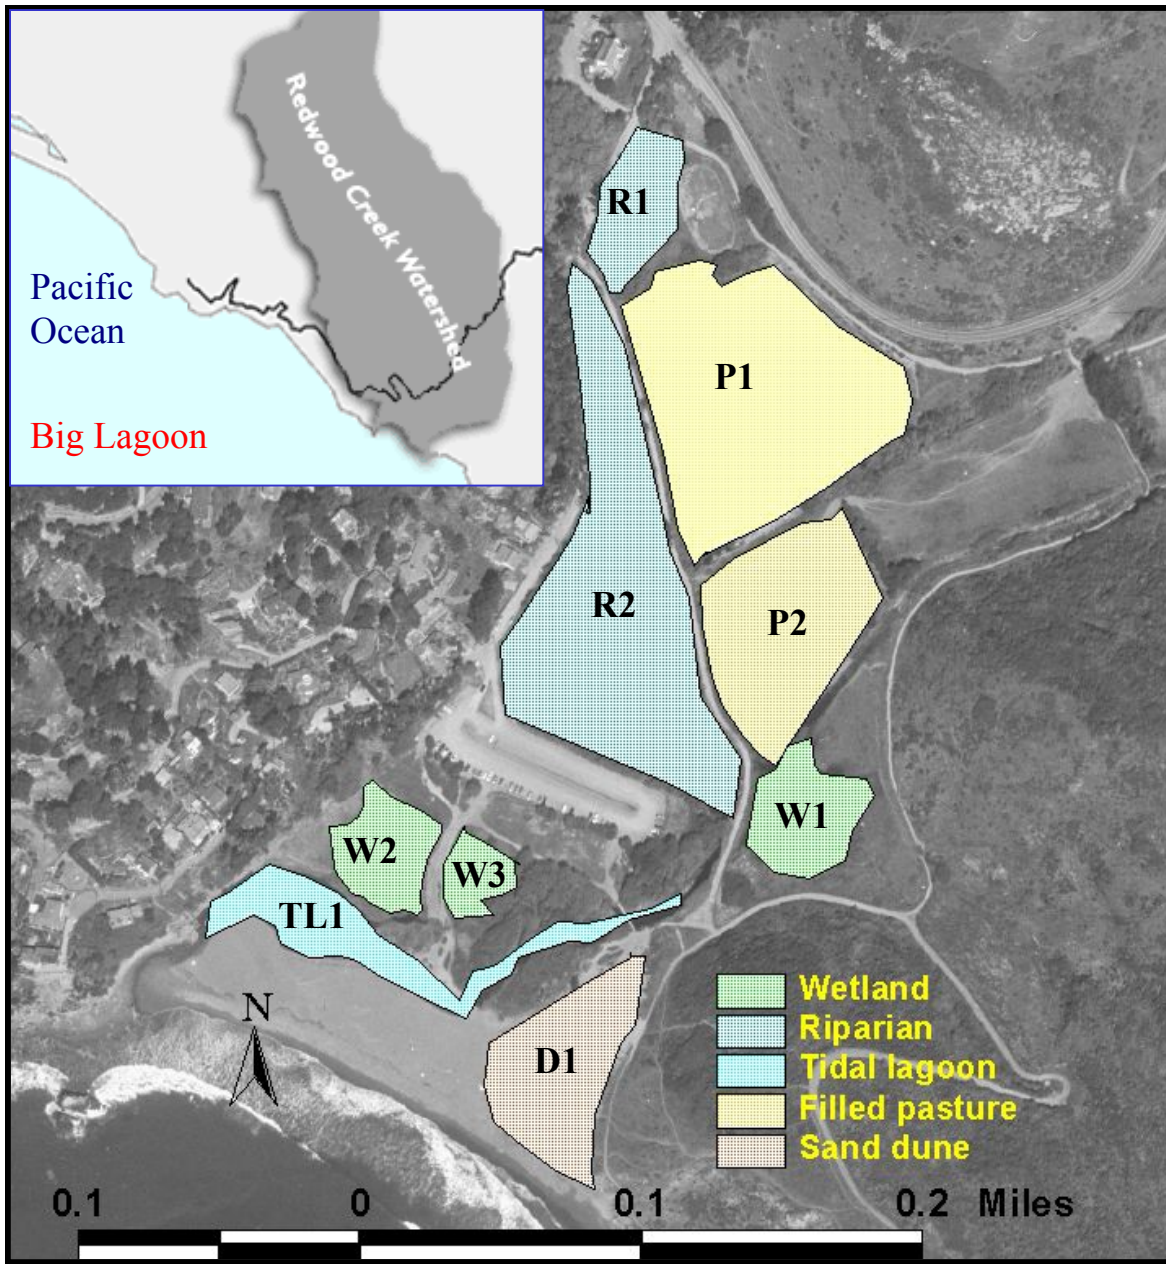 Redwood Creek Watershed
Pacific
Ocean
Big Lagoon
R1
P1
R2
P2
W1
W2
W3
TL1
N
D1
Wetland
Riparian
Tidal lagoon
Filled pasture
Sand dune
0.1 0 0.1 0.2 Miles